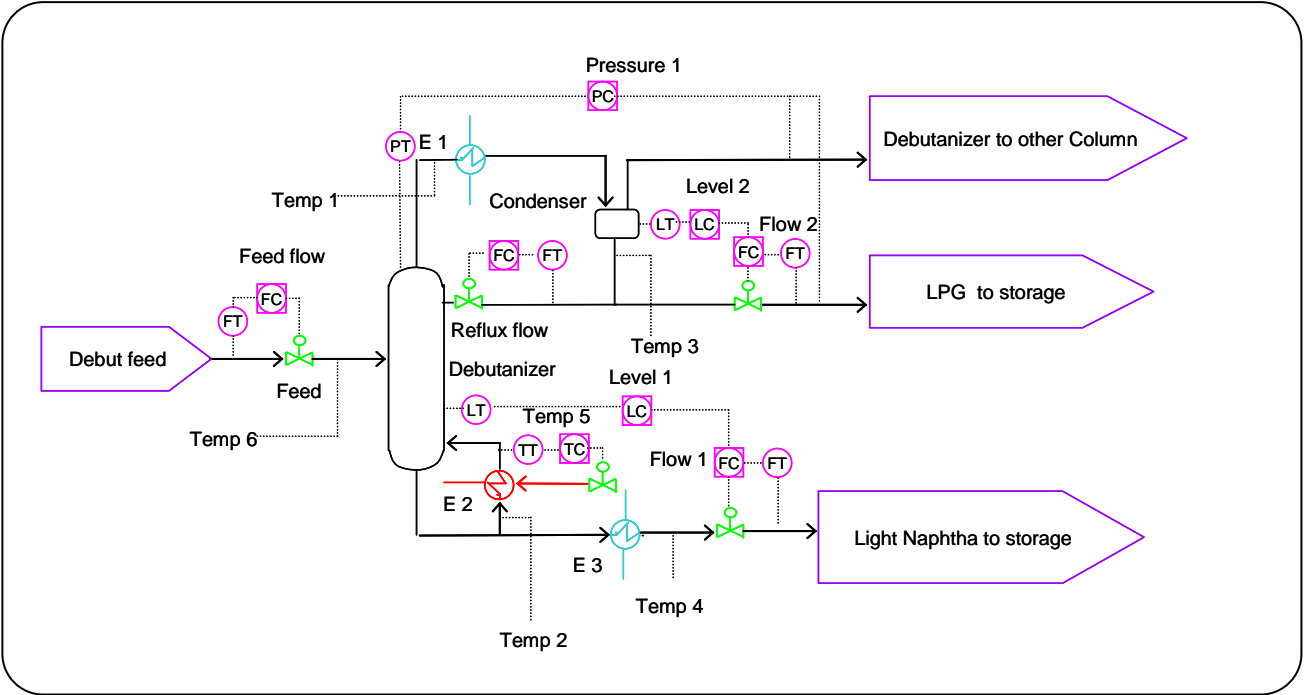 Pressure 1
PC
PT
E 1
Debutanizer to other Column
Temp 1
Condenser
Level 2
LT
LC
Flow 2
FC
FT
Feed flow
FC
FT
FC
FT
LPG  to storage
Reflux flow
Temp 3
Debut feed
Feed
Debutanizer
Level 1
LT
LC
Temp 5
Temp 6
TT
TC
Flow 1
FC
FT
E 2
Light Naphtha to storage
E 3
Temp 4
Temp 2